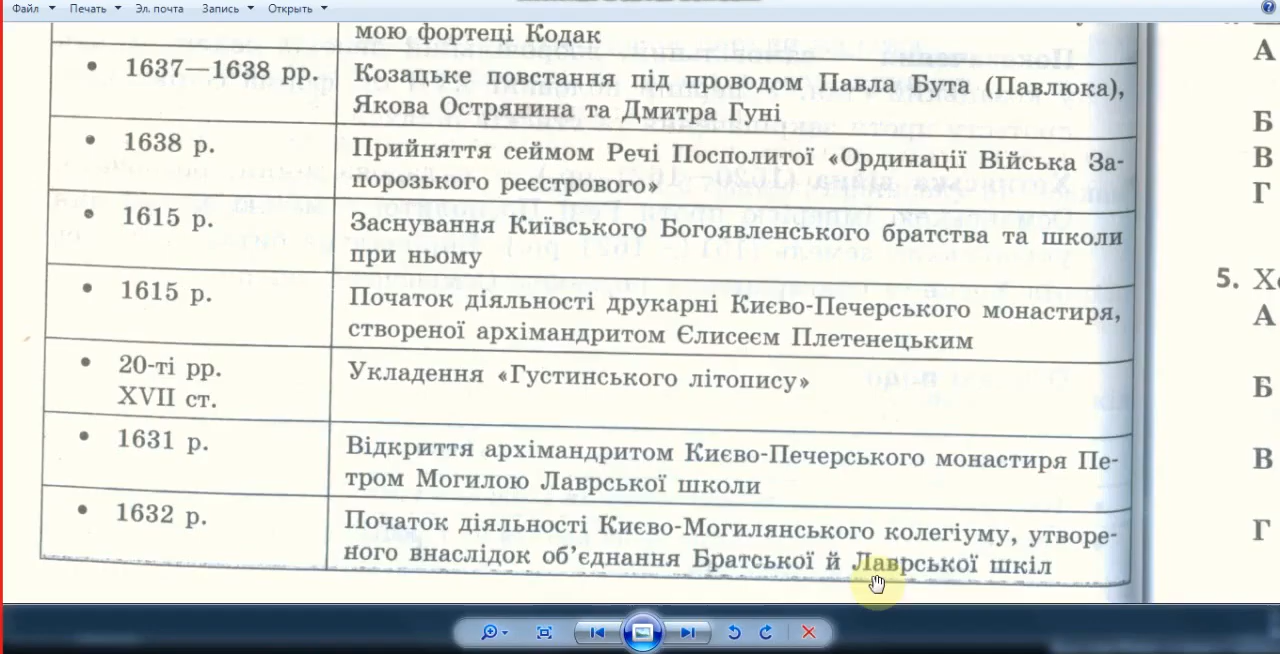 Файл Печать Эл. почта Запись Открыть
мою фортеці Кодак
• 1637—1638 рр. Козацьке повстання під проводом Павла Бута (Павлюка),
Якова Острянина та Дмитра Гуні
• 1638 р. Прийняття сеймом Речі Посполитої «Ординації Війська За-
порозького реєстрового»
• 1615 р. Заснування Київського Богоявленського братства та школи
при ньому
• 1615 р. Початок діяльності друкарні Києво-Печерського монастиря,
створеної архімандритом Єлисеєм Плетенецьким
• 20-ті рр. Укладення «Густинського літопису»
XVII ст.
• 1631 р. Відкриття архімандритом Києво-Печерського монастиря Пе-
тром Могилою Лаврської школи
• 1632 р. Початок діяльності Києво-Могилянського колегіуму, утворе-
ного внаслідок об’єднання Братської й Лаврської шкіл
А
Б
В
Г
5.
А
Б
В
Г